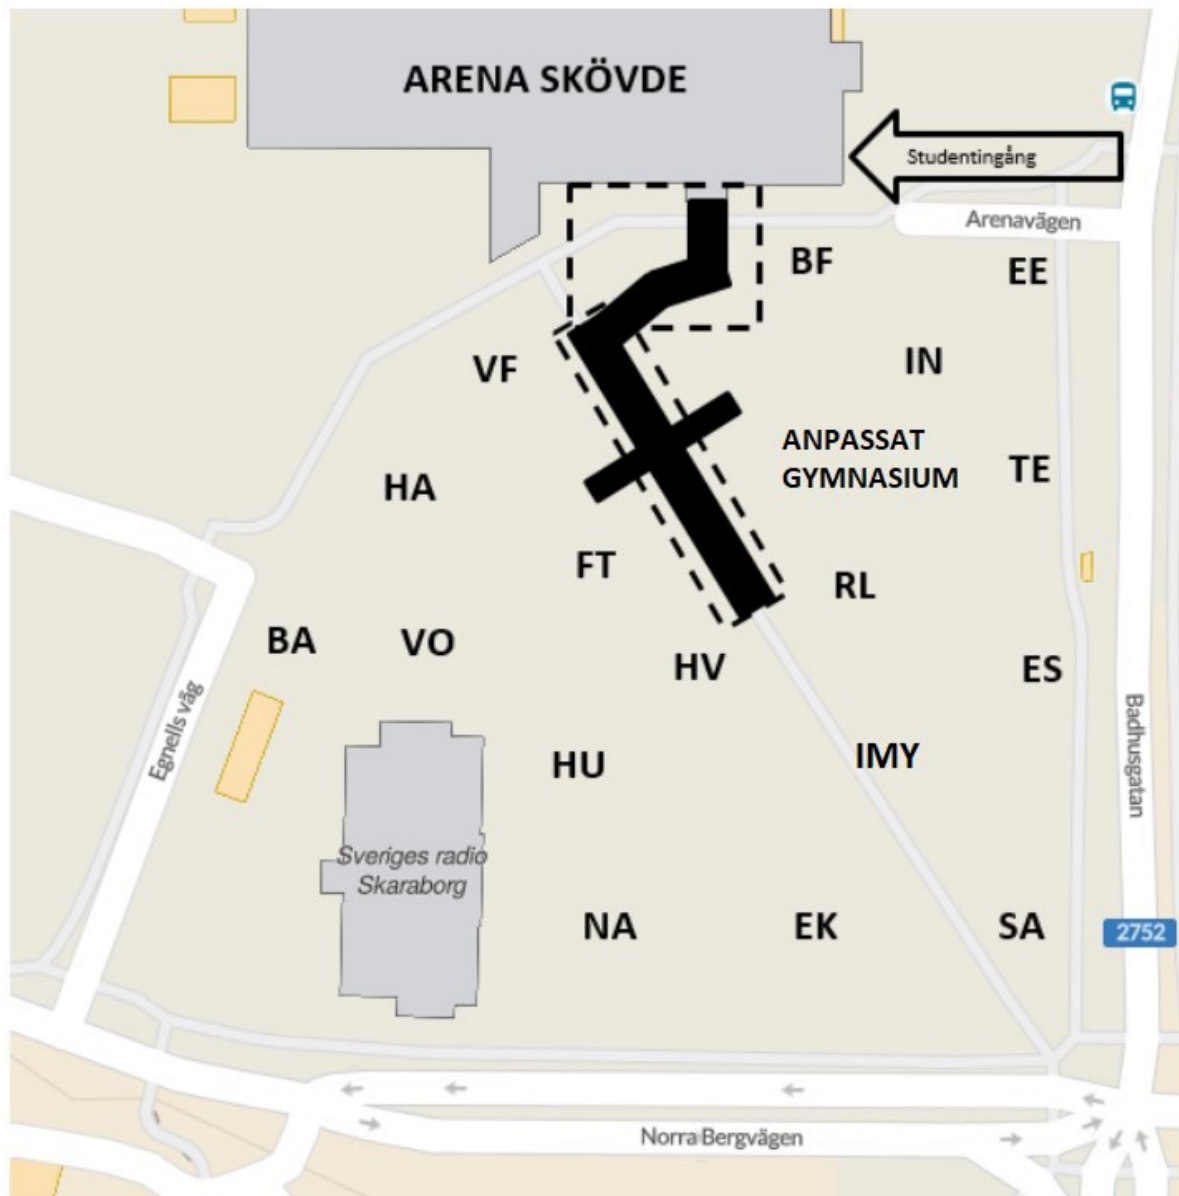 ARENA SKÖVDE
Studentingång
Arenavägen
BF
EE
VF
IN
ANPASSAT
GYMNASIUM
TE
HA
FT
RL
BA
VO
HV
ES
Egnells väg
Badhusgatan
HU
IMY
Sveriges radio
Skaraborg
NA
EK
SA
2752
Norra Bergvägen